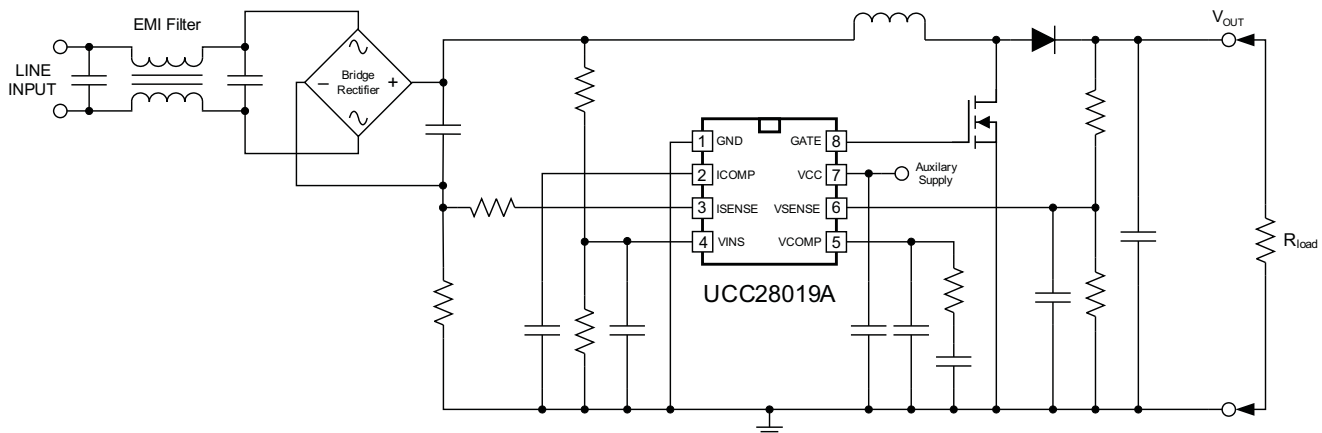 EMI Filter
LINE
INPUT
Bridge
Rectifier
– +
V_OUT
R_load
1 GND
2 ICOMP
3 ISENSE
4 VINS
GATE 8
VCC 7
VSENSE 6
VCOMP 5
Auxilary
Supply
UCC28019A